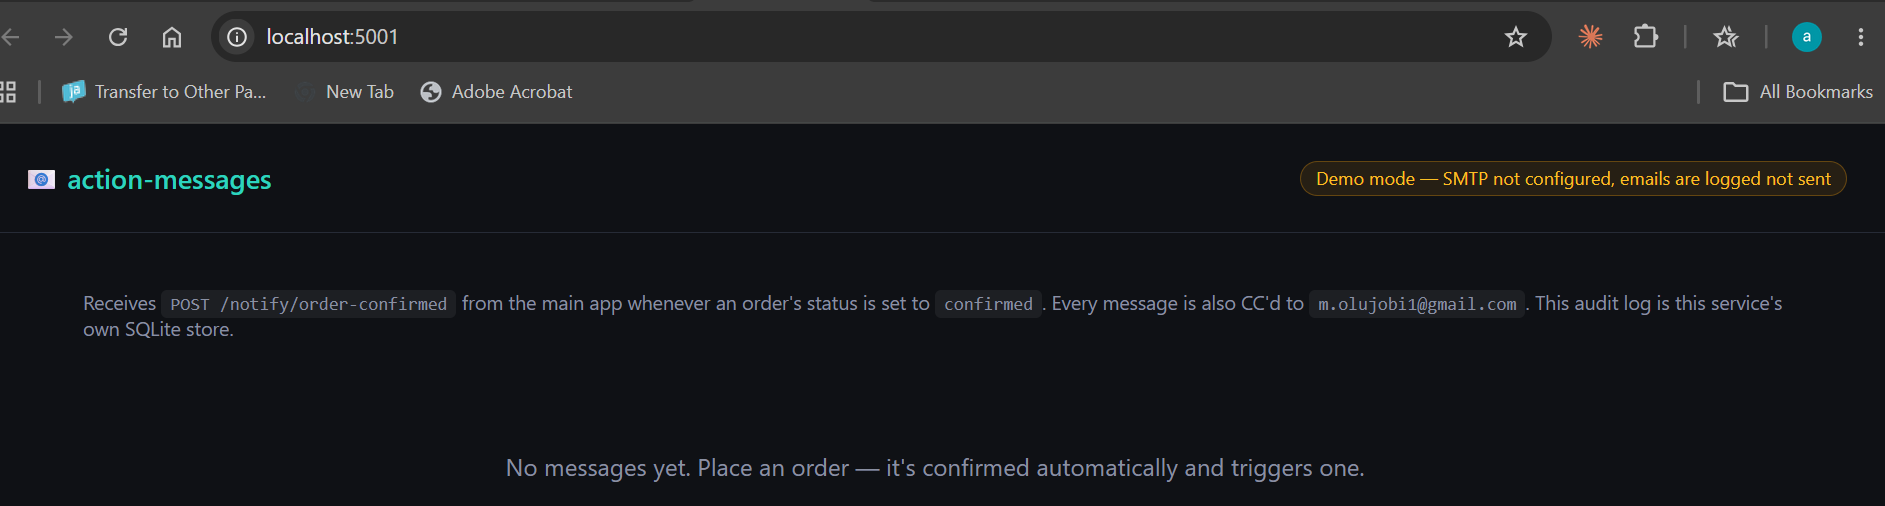 localhost:5001
a
ja
Transfer to Other Pa...
New Tab
Adobe Acrobat
All Bookmarks
action-messages
Demo mode — SMTP not configured, emails are logged not sent
Receives POST /notify/order-confirmed from the main app whenever an order's status is set to confirmed. Every message is also CC'd to m.olujobi1@gmail.com. This audit log is this service's
own SQLite store.
No messages yet. Place an order — it's confirmed automatically and triggers one.